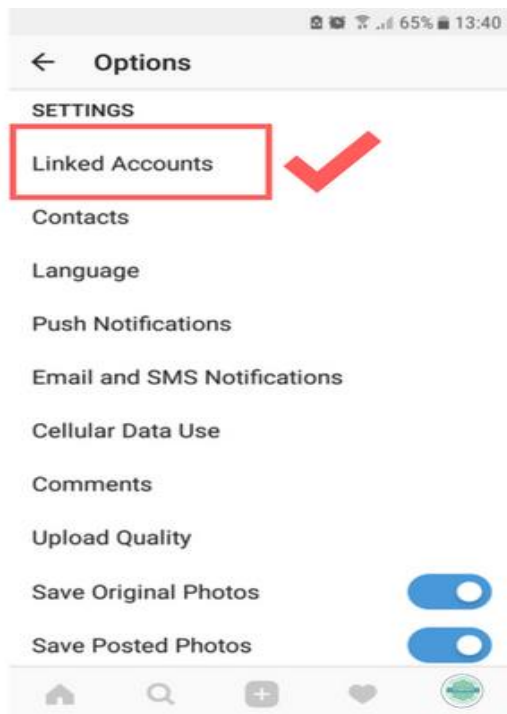 65% 13:40
Options
SETTINGS
Linked Accounts
Contacts
Language
Push Notifications
Email and SMS Notifications
Cellular Data Use
Comments
Upload Quality
Save Original Photos
Save Posted Photos